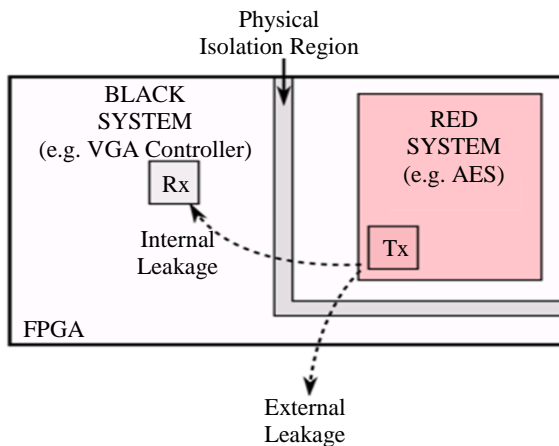 Physical
Isolation Region
BLACK
SYSTEM
(e.g. VGA Controller)
Rx
Internal
Leakage
RED
SYSTEM
(e.g. AES)
Tx
FPGA
External
Leakage